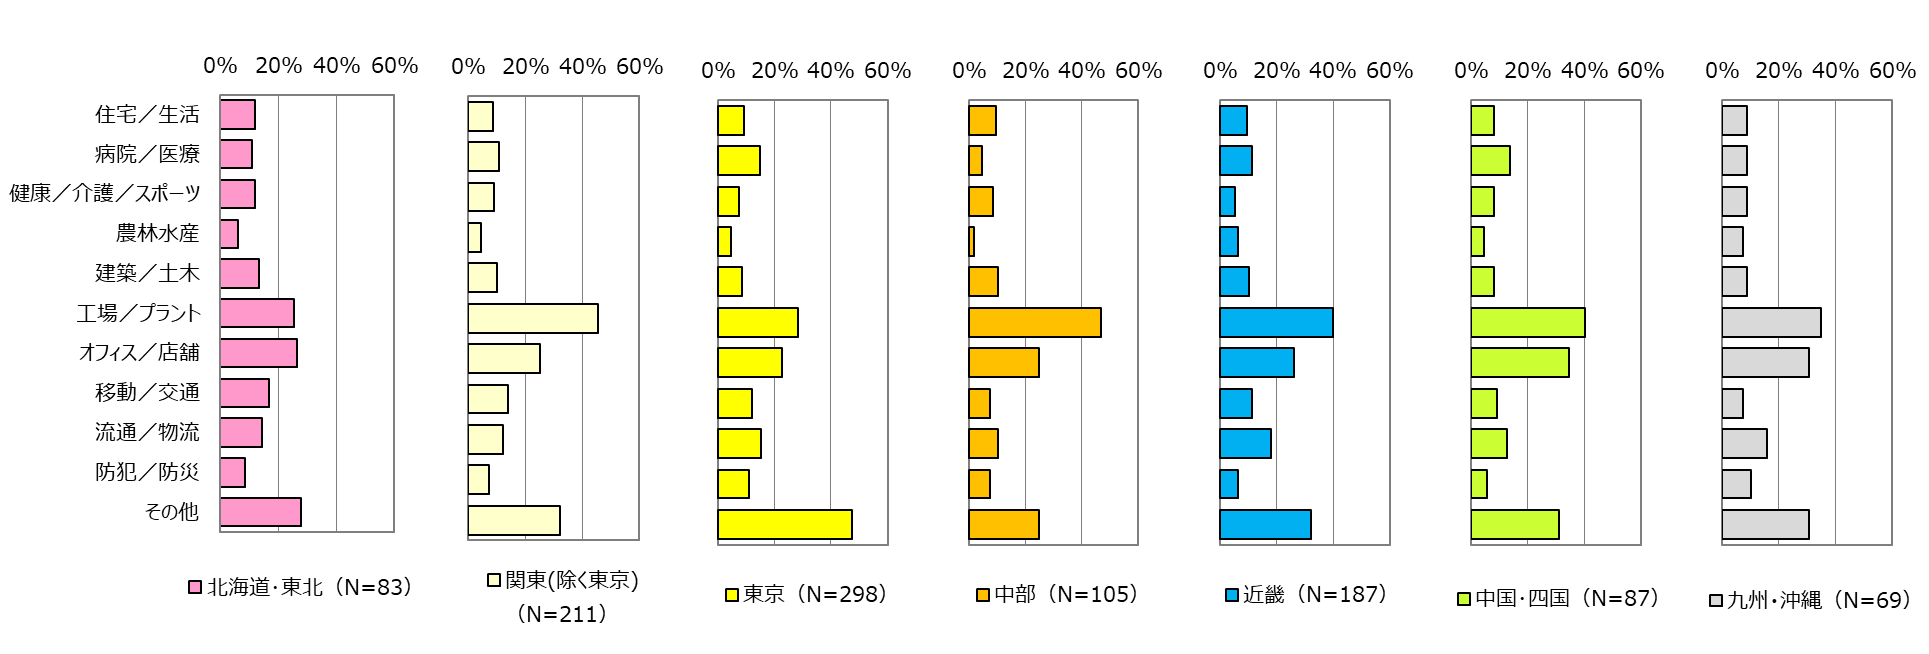 0% 20% 40% 60%
0% 20% 40% 60%
0% 20% 40% 60%
0% 20% 40% 60%
0% 20% 40% 60%
0% 20% 40% 60%
0% 20% 40% 60%
住宅／生活
病院／医療
健康／介護／スポーツ
農林水産
建築／土木
工場／プラント
オフィス／店舗
移動／交通
流通／物流
防犯／防災
その他
北海道・東北（N=83）
関東(除く東京)
（N=211）
東京（N=298）
中部（N=105）
近畿（N=187）
中国・四国（N=87）
九州・沖縄（N=69）